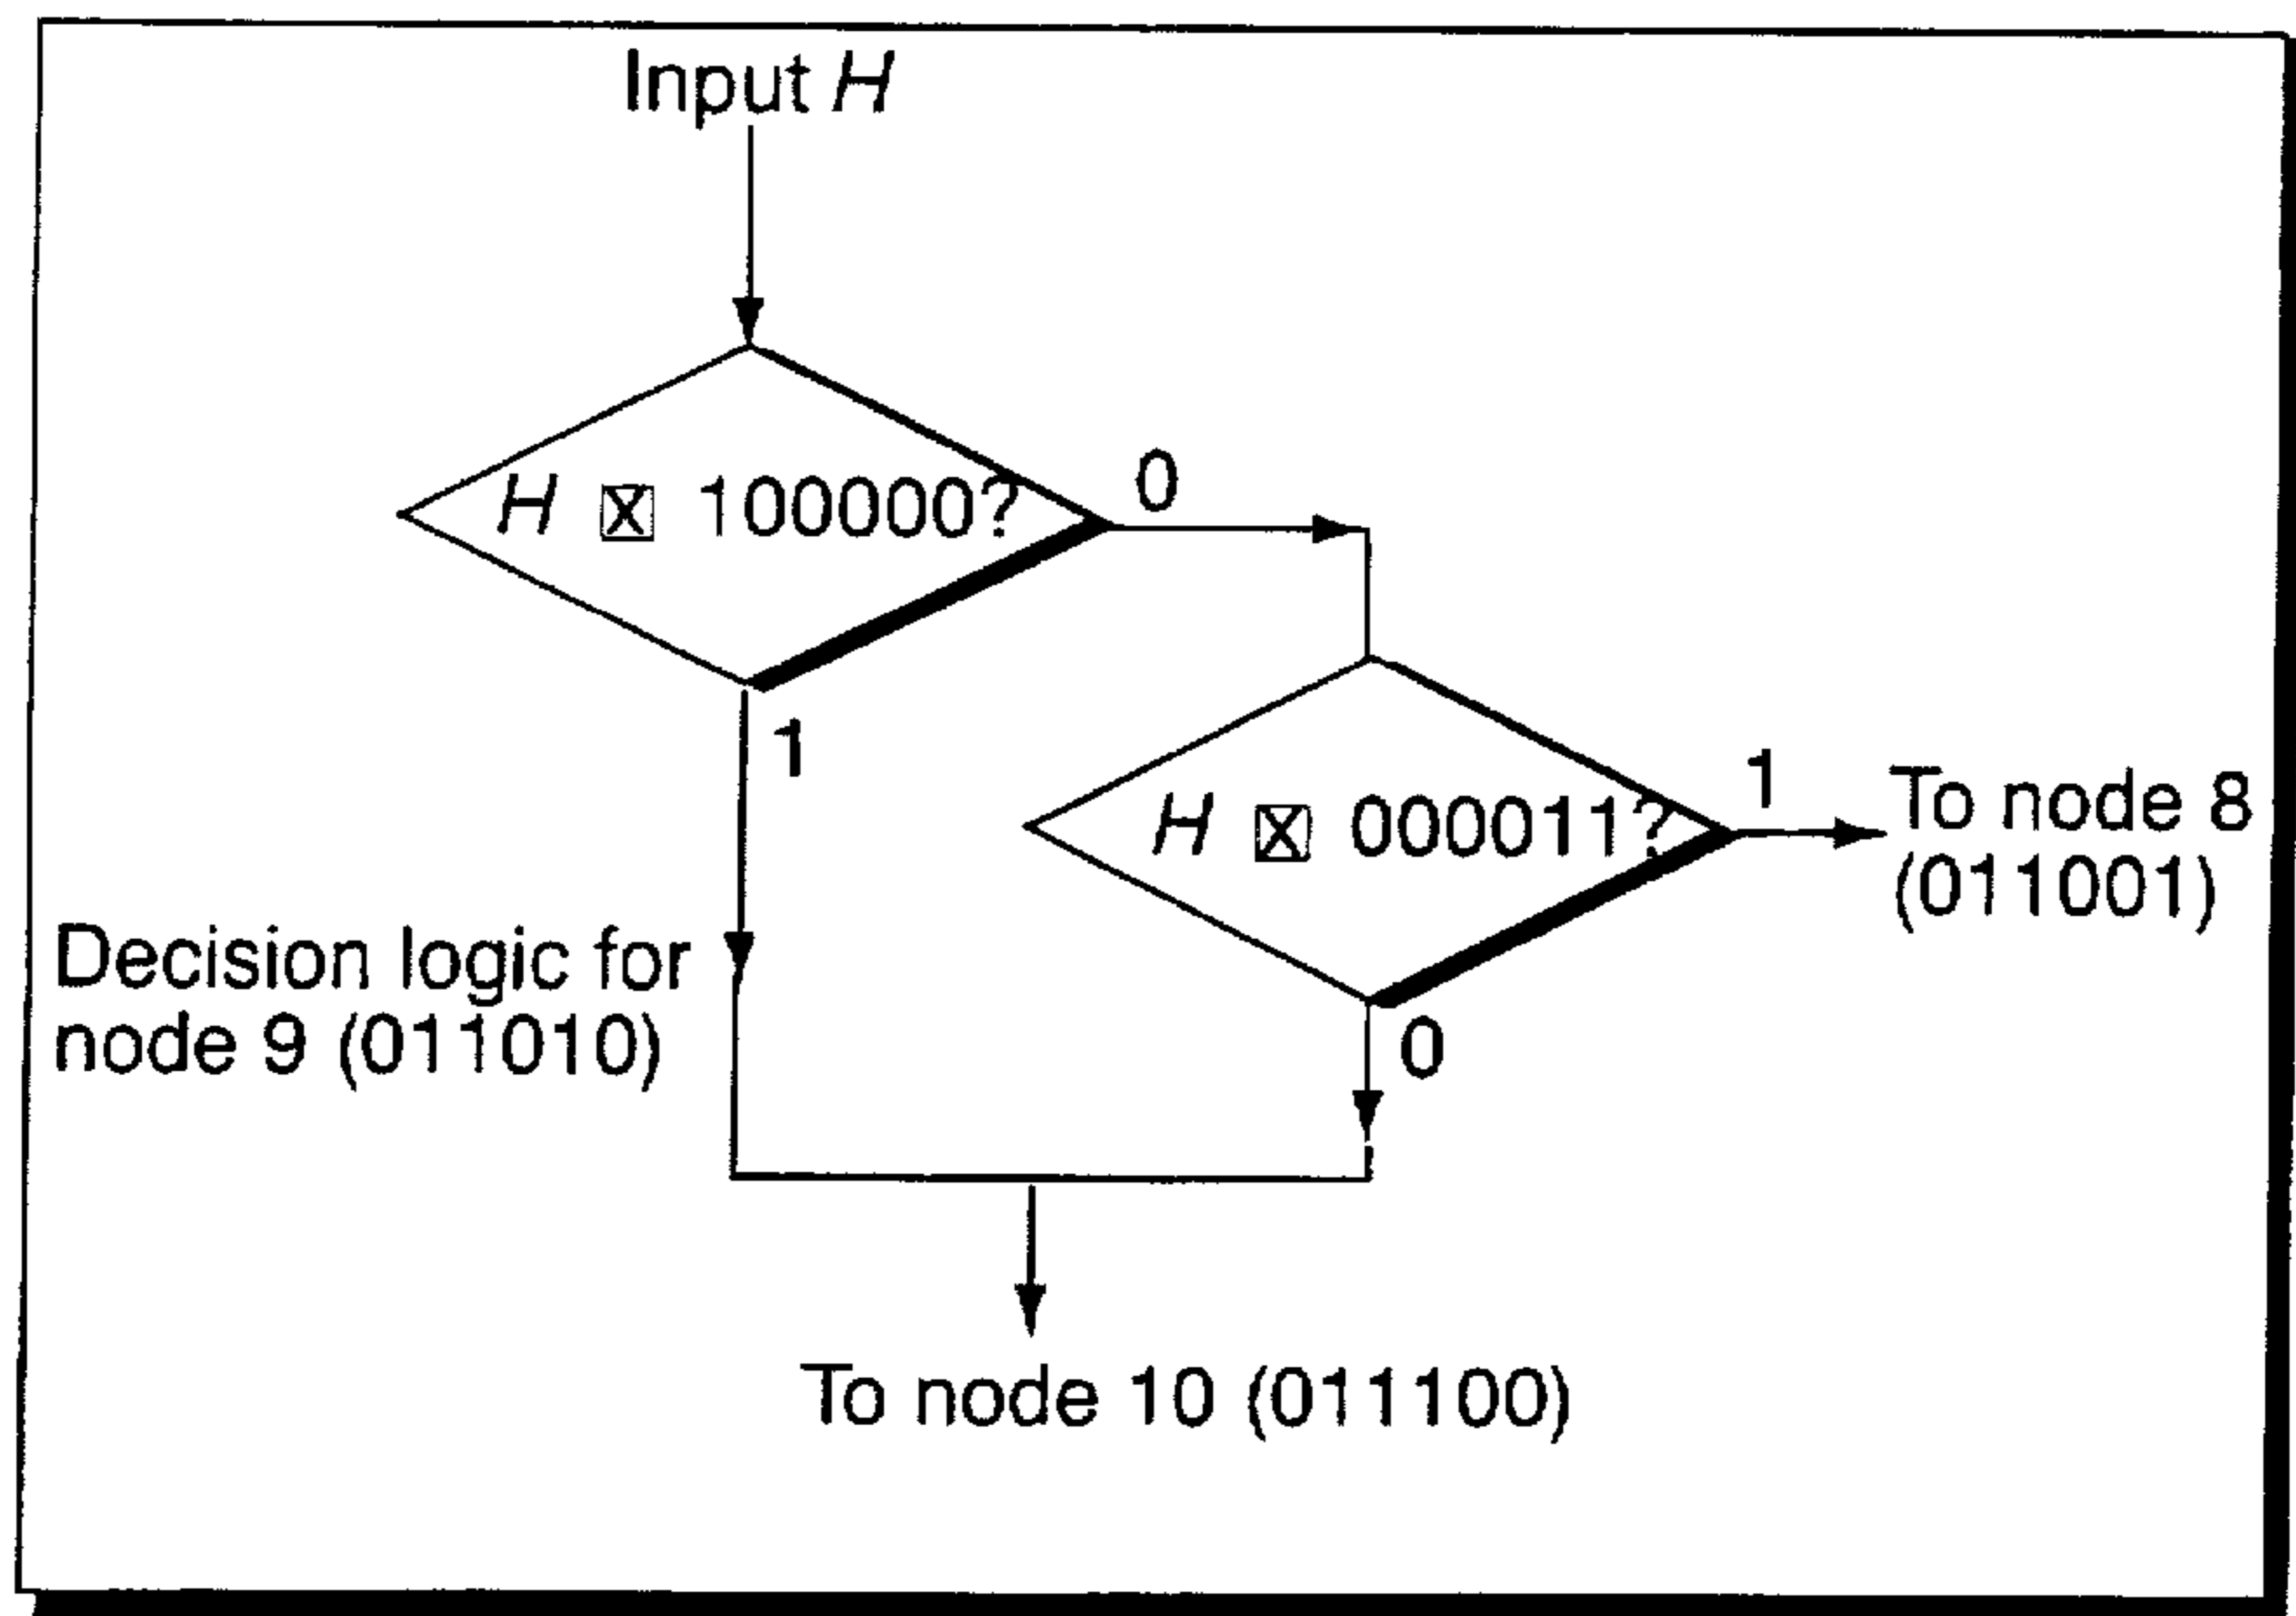 Input H
H ☒ 100000?
0
1
H ☒ 000011?
1
To node 8
(011001)
0
Decision logic for
node 9 (011010)
To node 10 (011100)